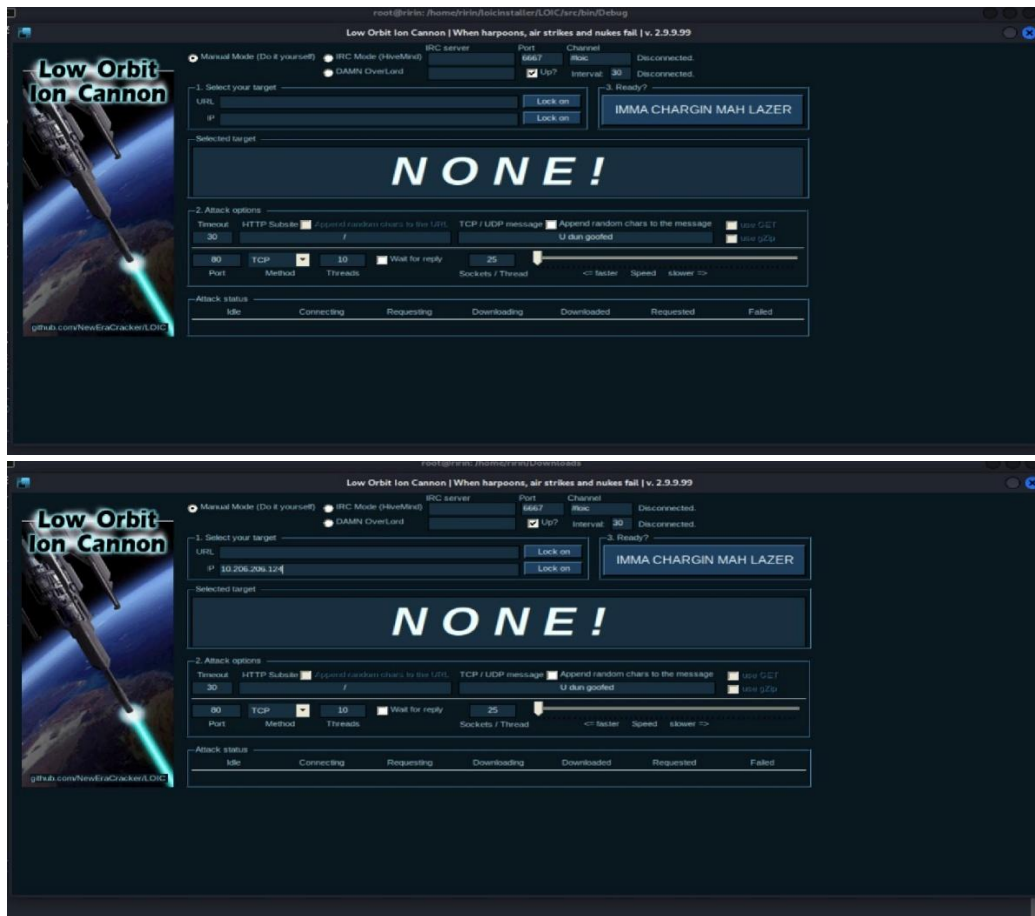 root@ririn: /home/ririn/loicinstaller/LOIC/src/bin/Debug
Low Orbit Ion Cannon | When harpoons, air strikes and nukes fail | v. 2.9.9.99
Low Orbit
Ion Cannon
github.com/NewEraCracker/LOIC
IRC server Port Channel
Manual Mode (Do it yourself) IRC Mode (HiveMind) 6667 #loic Disconnected.
DAMN OverLord Up? Interval: 30 Disconnected.
1. Select your target
URL Lock on
IP Lock on
3. Ready?
IMMA CHARGIN MAH LAZER
Selected target
NONE!
2. Attack options
Timeout HTTP Subsite Append random chars to the URL TCP / UDP message Append random chars to the message use GET
30 / U dun goofed use gZip
80 TCP 10 Wait for reply 25
Port Method Threads Sockets / Thread <= faster Speed slower =>
Attack status
Idle Connecting Requesting Downloading Downloaded Requested Failed
root@ririn: /home/ririn/Downloads
Low Orbit Ion Cannon | When harpoons, air strikes and nukes fail | v. 2.9.9.99
Low Orbit
Ion Cannon
github.com/NewEraCracker/LOIC
IRC server Port Channel
Manual Mode (Do it yourself) IRC Mode (HiveMind) 6667 #loic Disconnected.
DAMN OverLord Up? Interval: 30 Disconnected.
1. Select your target
URL Lock on
IP 10.206.206.124 Lock on
3. Ready?
IMMA CHARGIN MAH LAZER
Selected target
NONE!
2. Attack options
Timeout HTTP Subsite Append random chars to the URL TCP / UDP message Append random chars to the message use GET
30 / U dun goofed use gZip
80 TCP 10 Wait for reply 25
Port Method Threads Sockets / Thread <= faster Speed slower =>
Attack status
Idle Connecting Requesting Downloading Downloaded Requested Failed